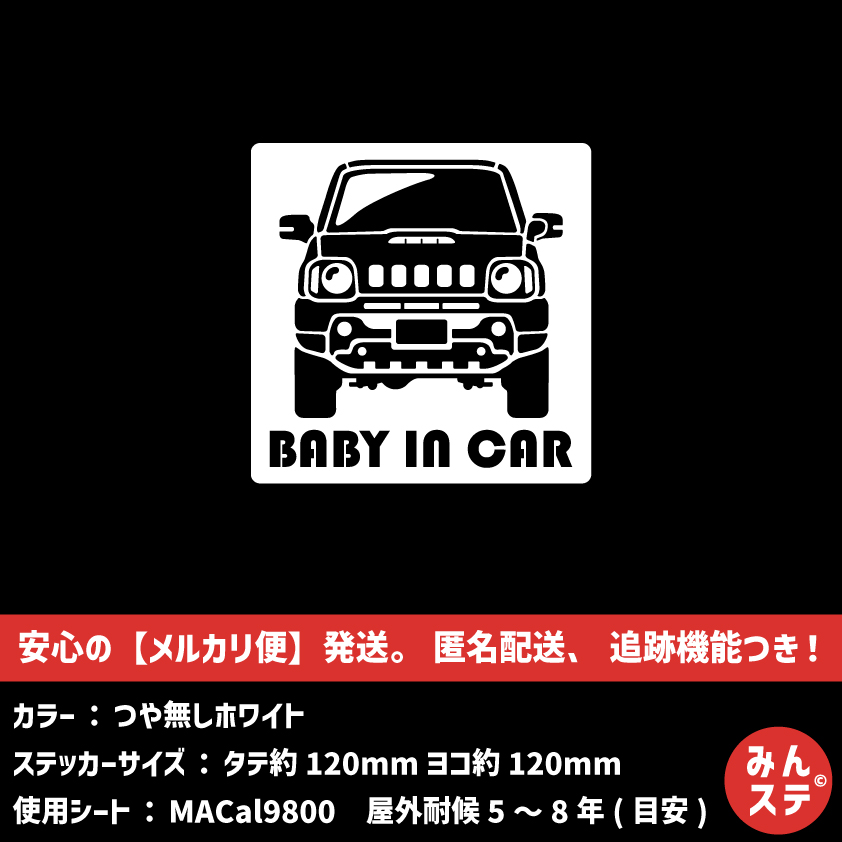 BABY IN CAR
安心の【メルカリ便】発送。 匿名配送、 追跡機能つき!
カラー : つや無しホワイト
ステッカーサイズ : タテ約 120mm ヨコ約 120mm
使用シート : MACal9800 屋外耐候 5 〜 8 年 ( 目安 )
みん
ステ©